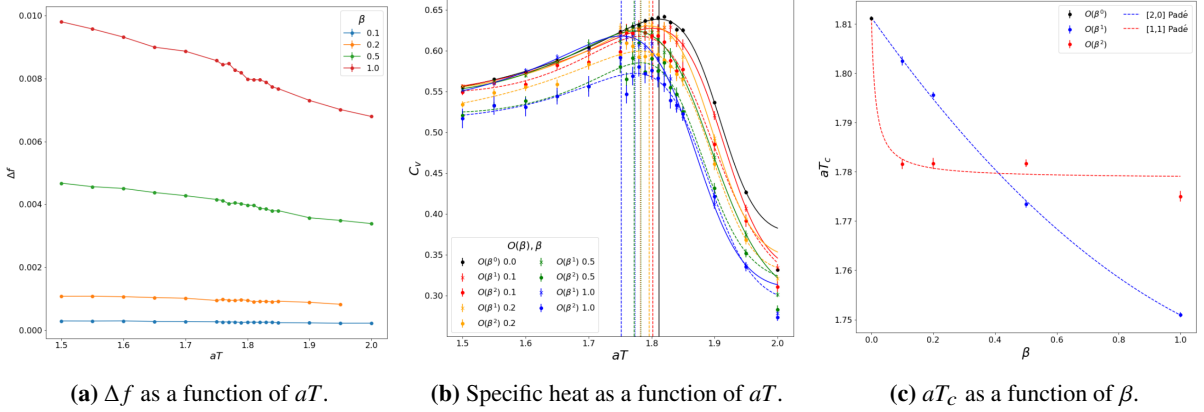 β
0.1
0.2
0.5
1.0
0.010
0.008
0.006
0.004
0.002
0.000
Δf
1.5 1.6 1.7 1.8 1.9 2.0
aT
(a) Δf as a function of aT.
0.65
0.60
0.55
0.50
0.45
0.40
0.35
0.30
C_v
O(β), β
O(β⁰) 0.0
O(β¹) 0.1
O(β²) 0.1
O(β¹) 0.2
O(β²) 0.2
O(β¹) 0.5
O(β²) 0.5
O(β¹) 1.0
O(β²) 1.0
1.5 1.6 1.7 1.8 1.9 2.0
aT
(b) Specific heat as a function of aT.
1.81
1.80
1.79
1.78
1.77
1.76
1.75
aT_c
O(β⁰)
O(β¹)
O(β²)
[2,0] Padé
[1,1] Padé
0.0 0.2 0.4 0.6 0.8 1.0
β
(c) aT_c as a function of β.